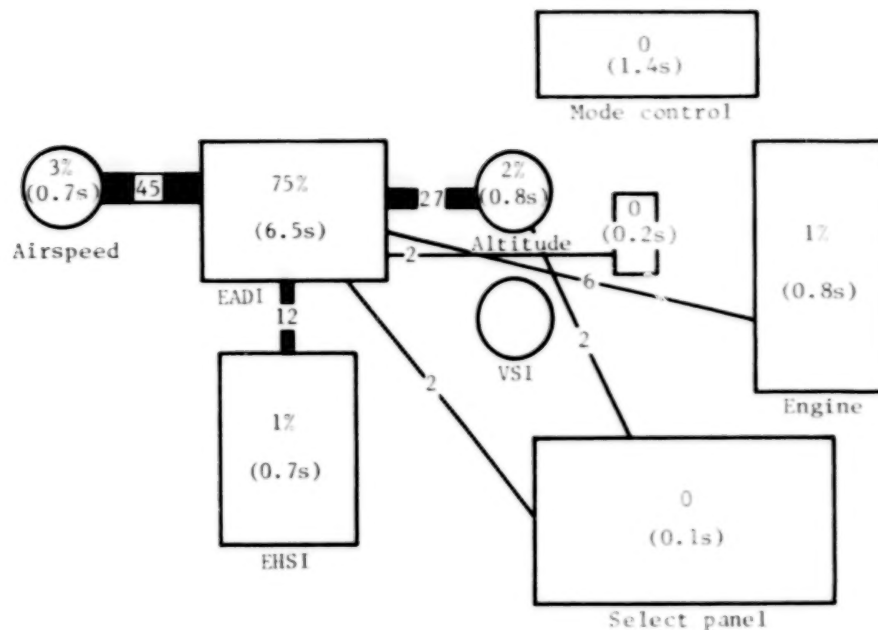 0
(1.4s)
Mode control
3%
(0.7s)
45
Airspeed
75%
(6.5s)
EADI
27
2%
(0.8s)
Altitude
0
(0.2s)
2
6
1%
(0.8s)
Engine
12
VSI
2
2
1%
(0.7s)
EHSI
0
(0.1s)
Select panel